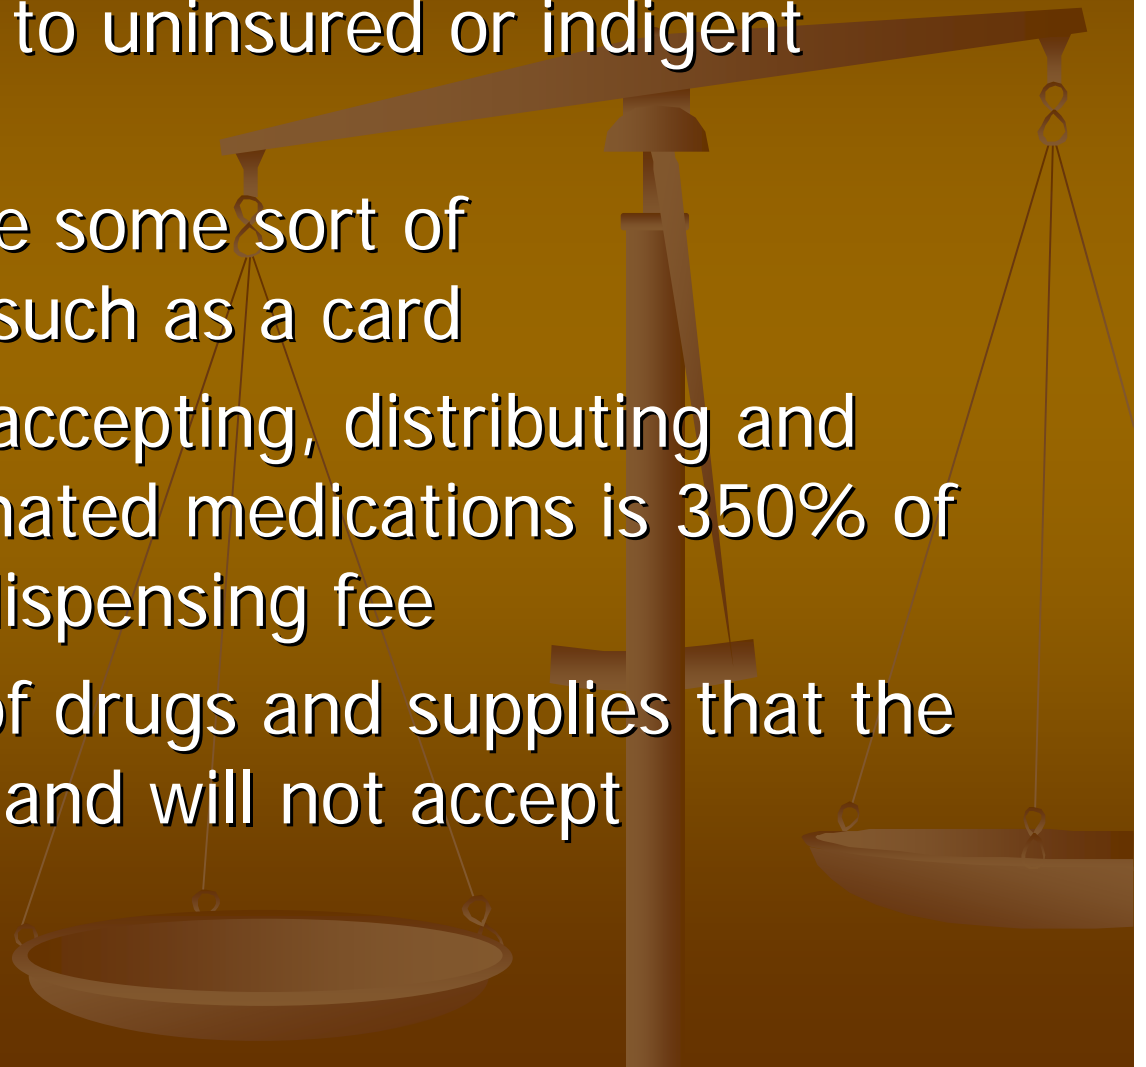 to uninsured or indigent
e some sort of
such as a card
accepting, distributing and
nated medications is 350% of
dispensing fee
of drugs and supplies that the
and will not accept